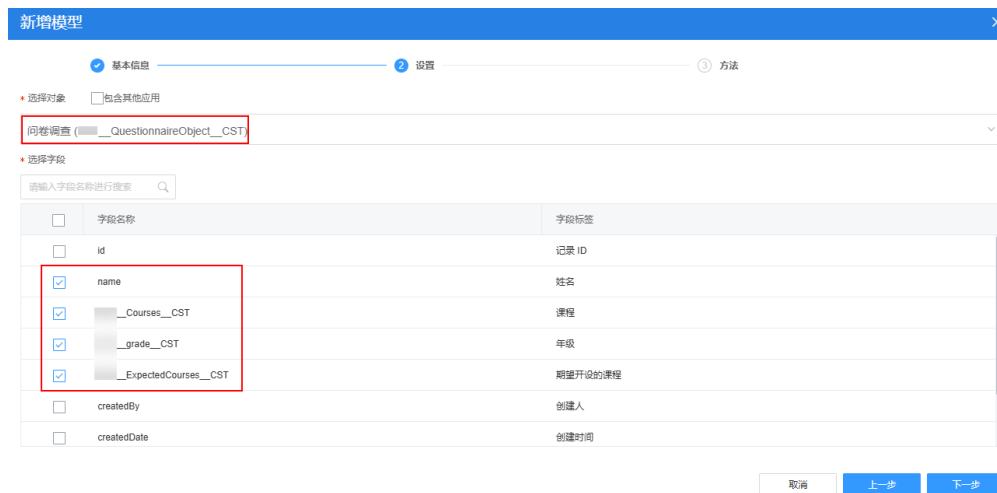 新增模型
基本信息 2 设置 3 方法
* 选择对象 包含其他应用
问卷调查 ( __QuestionnaireObject__CST)
* 选择字段
请输入字段名称进行搜索
字段名称 字段标签
id 记录 ID
name 姓名
__Courses__CST 课程
__grade__CST 年级
__ExpectedCourses__CST 期望开设的课程
createdBy 创建人
createdDate 创建时间
取消 上一步 下一步